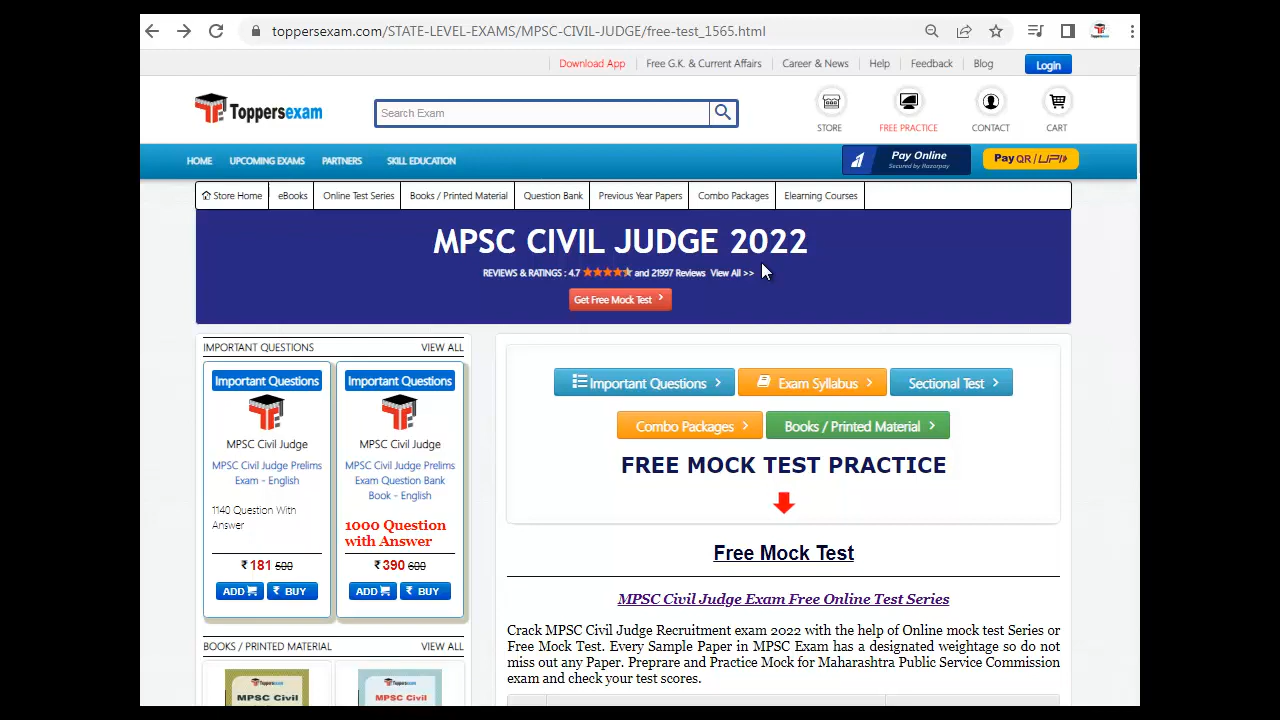 toppersexam.com/STATE-LEVEL-EXAMS/MPSC-CIVIL-JUDGE/free-test_1565.html
Download App
Free G.K. & Current Affairs
Career & News
Help
Feedback
Blog
Login
Toppersexam
Search Exam
STORE
FREE PRACTICE
CONTACT
CART
HOME
UPCOMING EXAMS
PARTNERS
SKILL EDUCATION
Pay Online
Secured by Razorpay
Pay QR / UPI
Store Home
eBooks
Online Test Series
Books / Printed Material
Question Bank
Previous Year Papers
Combo Packages
Elearning Courses
MPSC CIVIL JUDGE 2022
REVIEWS & RATINGS : 4.7 and 21997 Reviews View All >>
Get Free Mock Test
IMPORTANT QUESTIONS
VIEW ALL
Important Questions
MPSC Civil Judge
MPSC Civil Judge Prelims
Exam - English
1140 Question With
Answer
₹ 181 500
ADD
₹ BUY
Important Questions
MPSC Civil Judge
MPSC Civil Judge Prelims
Exam Question Bank
Book - English
1000 Question
with Answer
₹ 390 600
ADD
₹ BUY
BOOKS / PRINTED MATERIAL
VIEW ALL
Toppersexam
MPSC Civil
Toppersexam
MPSC Civil
Important Questions
Exam Syllabus
Sectional Test
Combo Packages
Books / Printed Material
FREE MOCK TEST PRACTICE
Free Mock Test
MPSC Civil Judge Exam Free Online Test Series
Crack MPSC Civil Judge Recruitment exam 2022 with the help of Online mock test Series or
Free Mock Test. Every Sample Paper in MPSC Exam has a designated weightage so do not
miss out any Paper. Preprare and Practice Mock for Maharashtra Public Service Commission
exam and check your test scores.